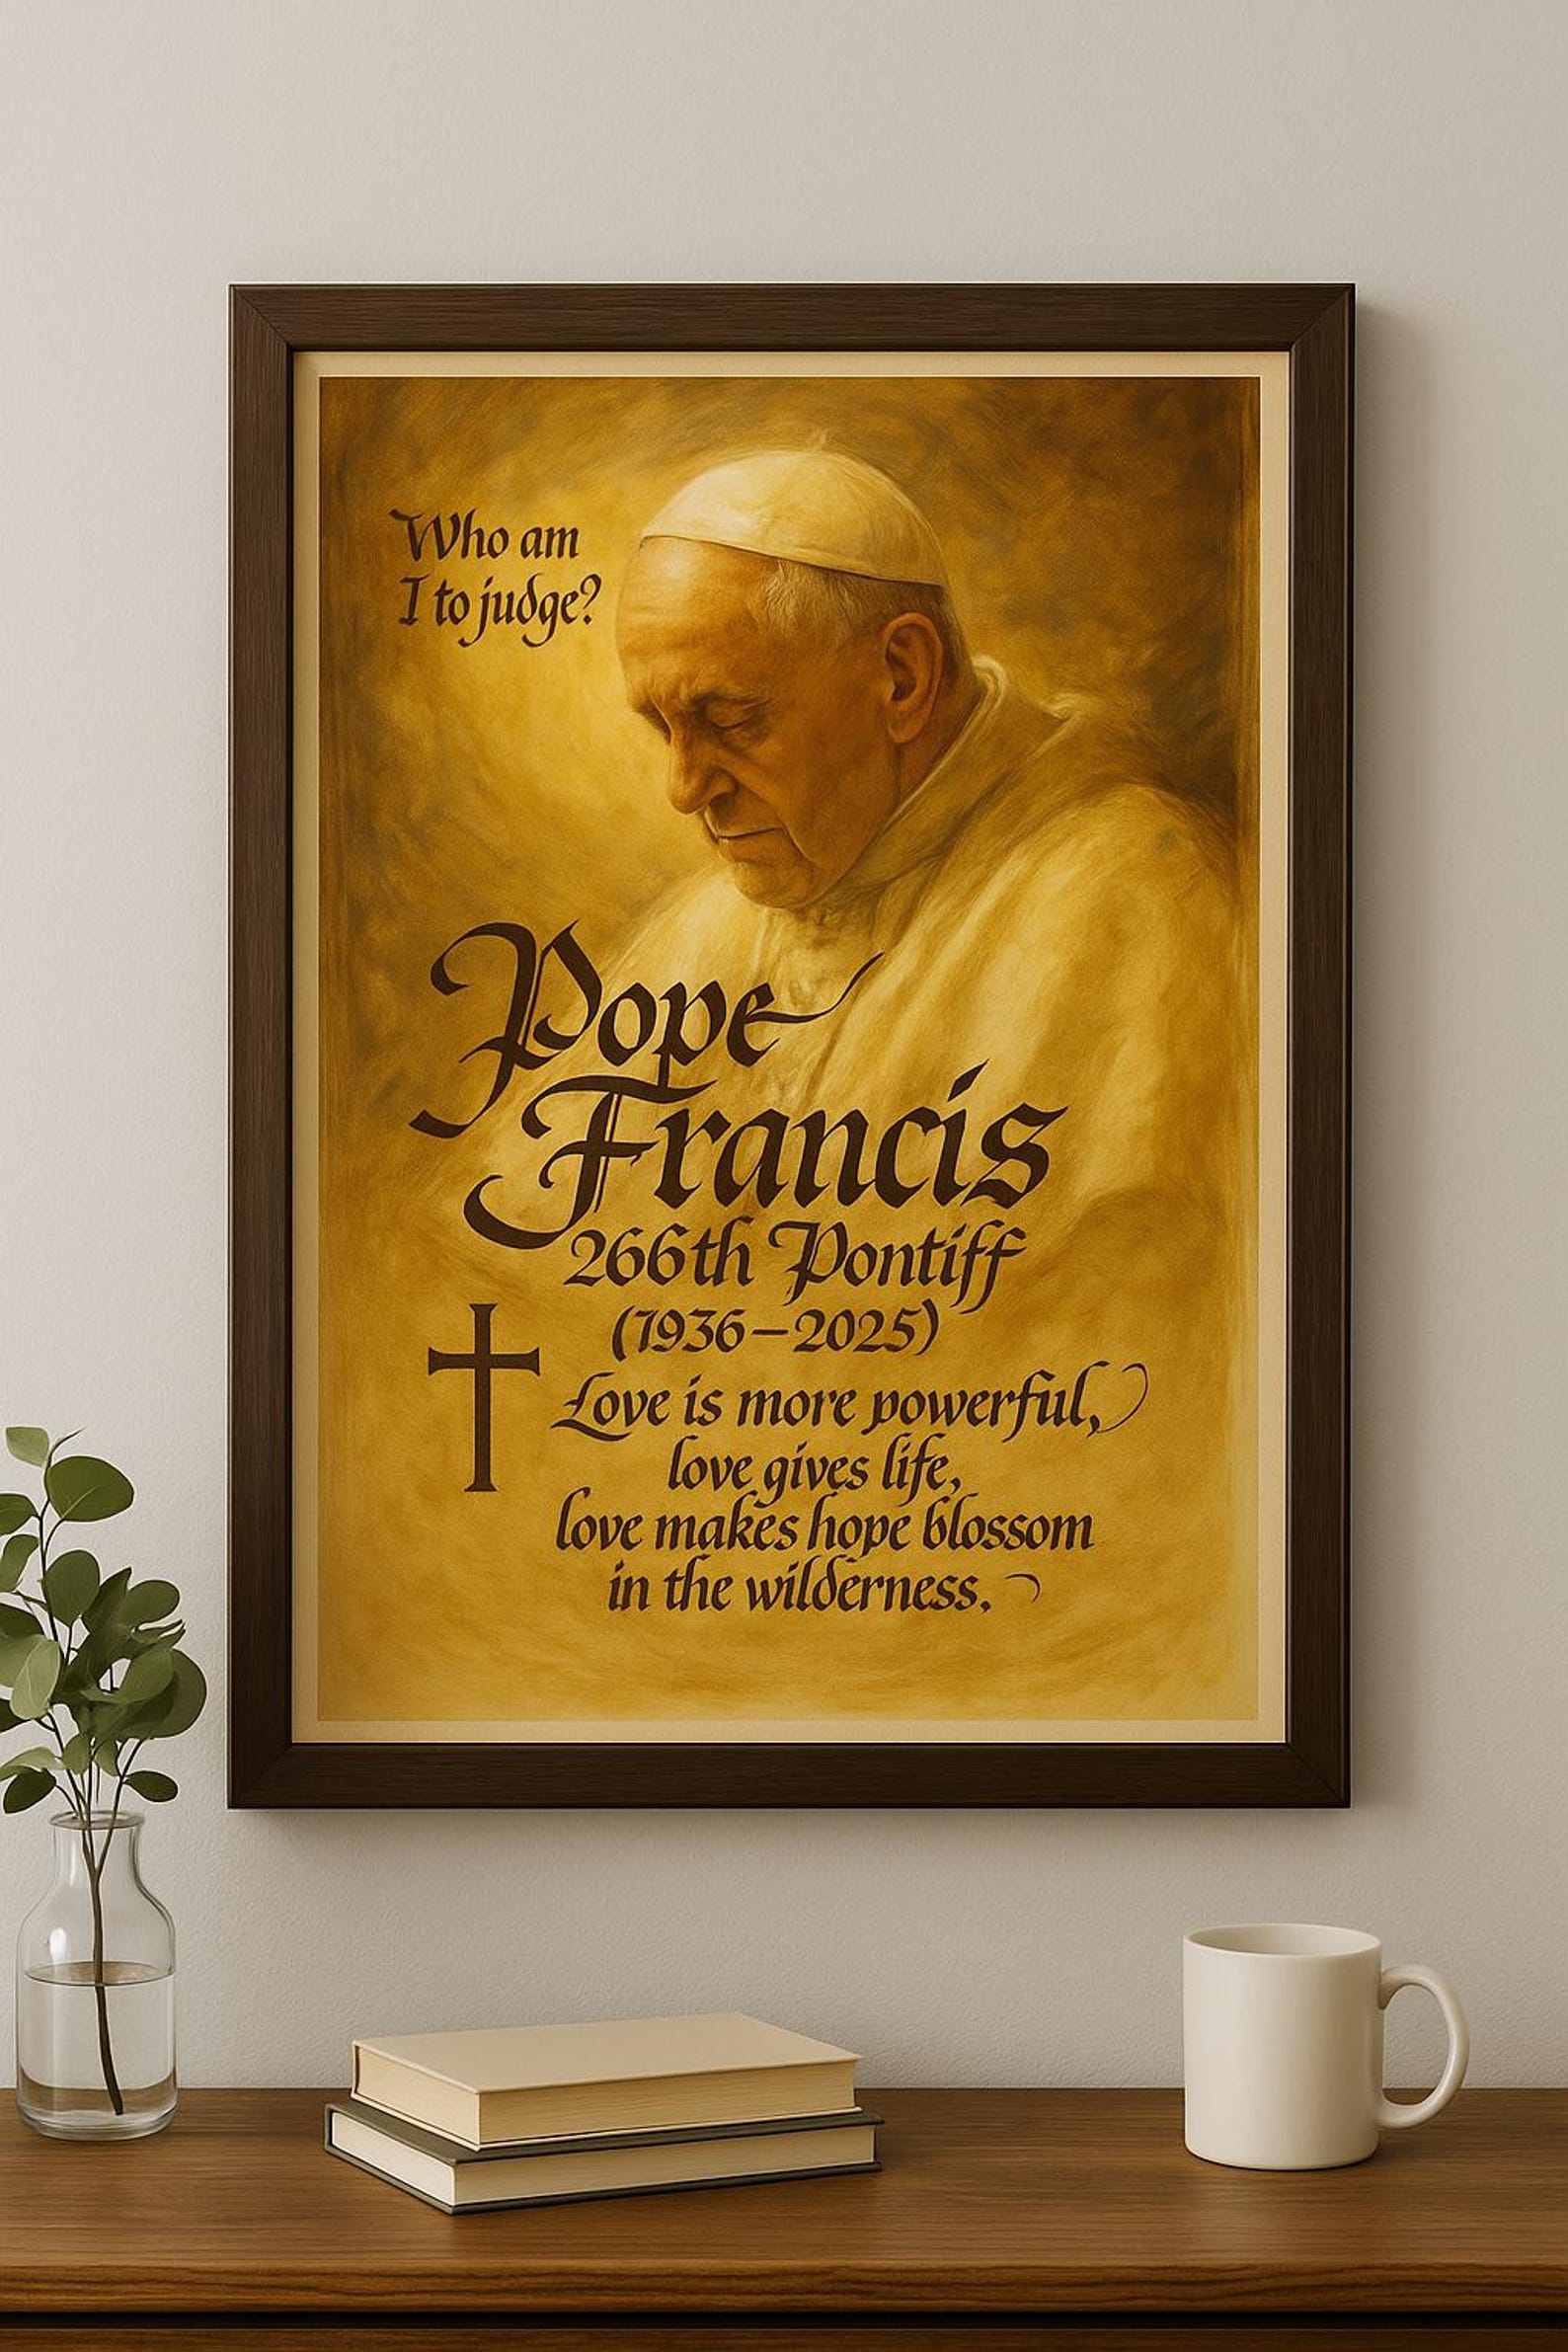 Who am
I to judge?
Pope
Francis
266th Pontiff
(1936–2025)
Love is more powerful,
love gives life,
love makes hope blossom
in the wilderness.